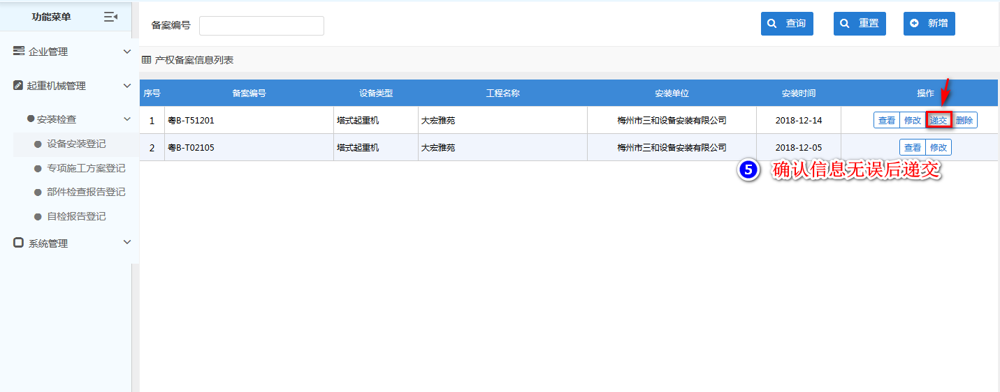 功能菜单
企业管理
起重机械管理
安装检查
设备安装登记
专项施工方案登记
部件检查报告登记
自检报告登记
系统管理
备案编号 查询 重置 新增
产权备案信息列表
序号 备案编号 设备类型 工程名称 安装单位 安装时间 操作
1 粤B-T51201 塔式起重机 大宏雅苑 梅州市三和设备安装有限公司 2018-12-14 查看 修改 递交 删除
2 粤B-T02105 塔式起重机 大宏雅苑 梅州市三和设备安装有限公司 2018-12-05 查看 修改
5 确认信息无误后递交